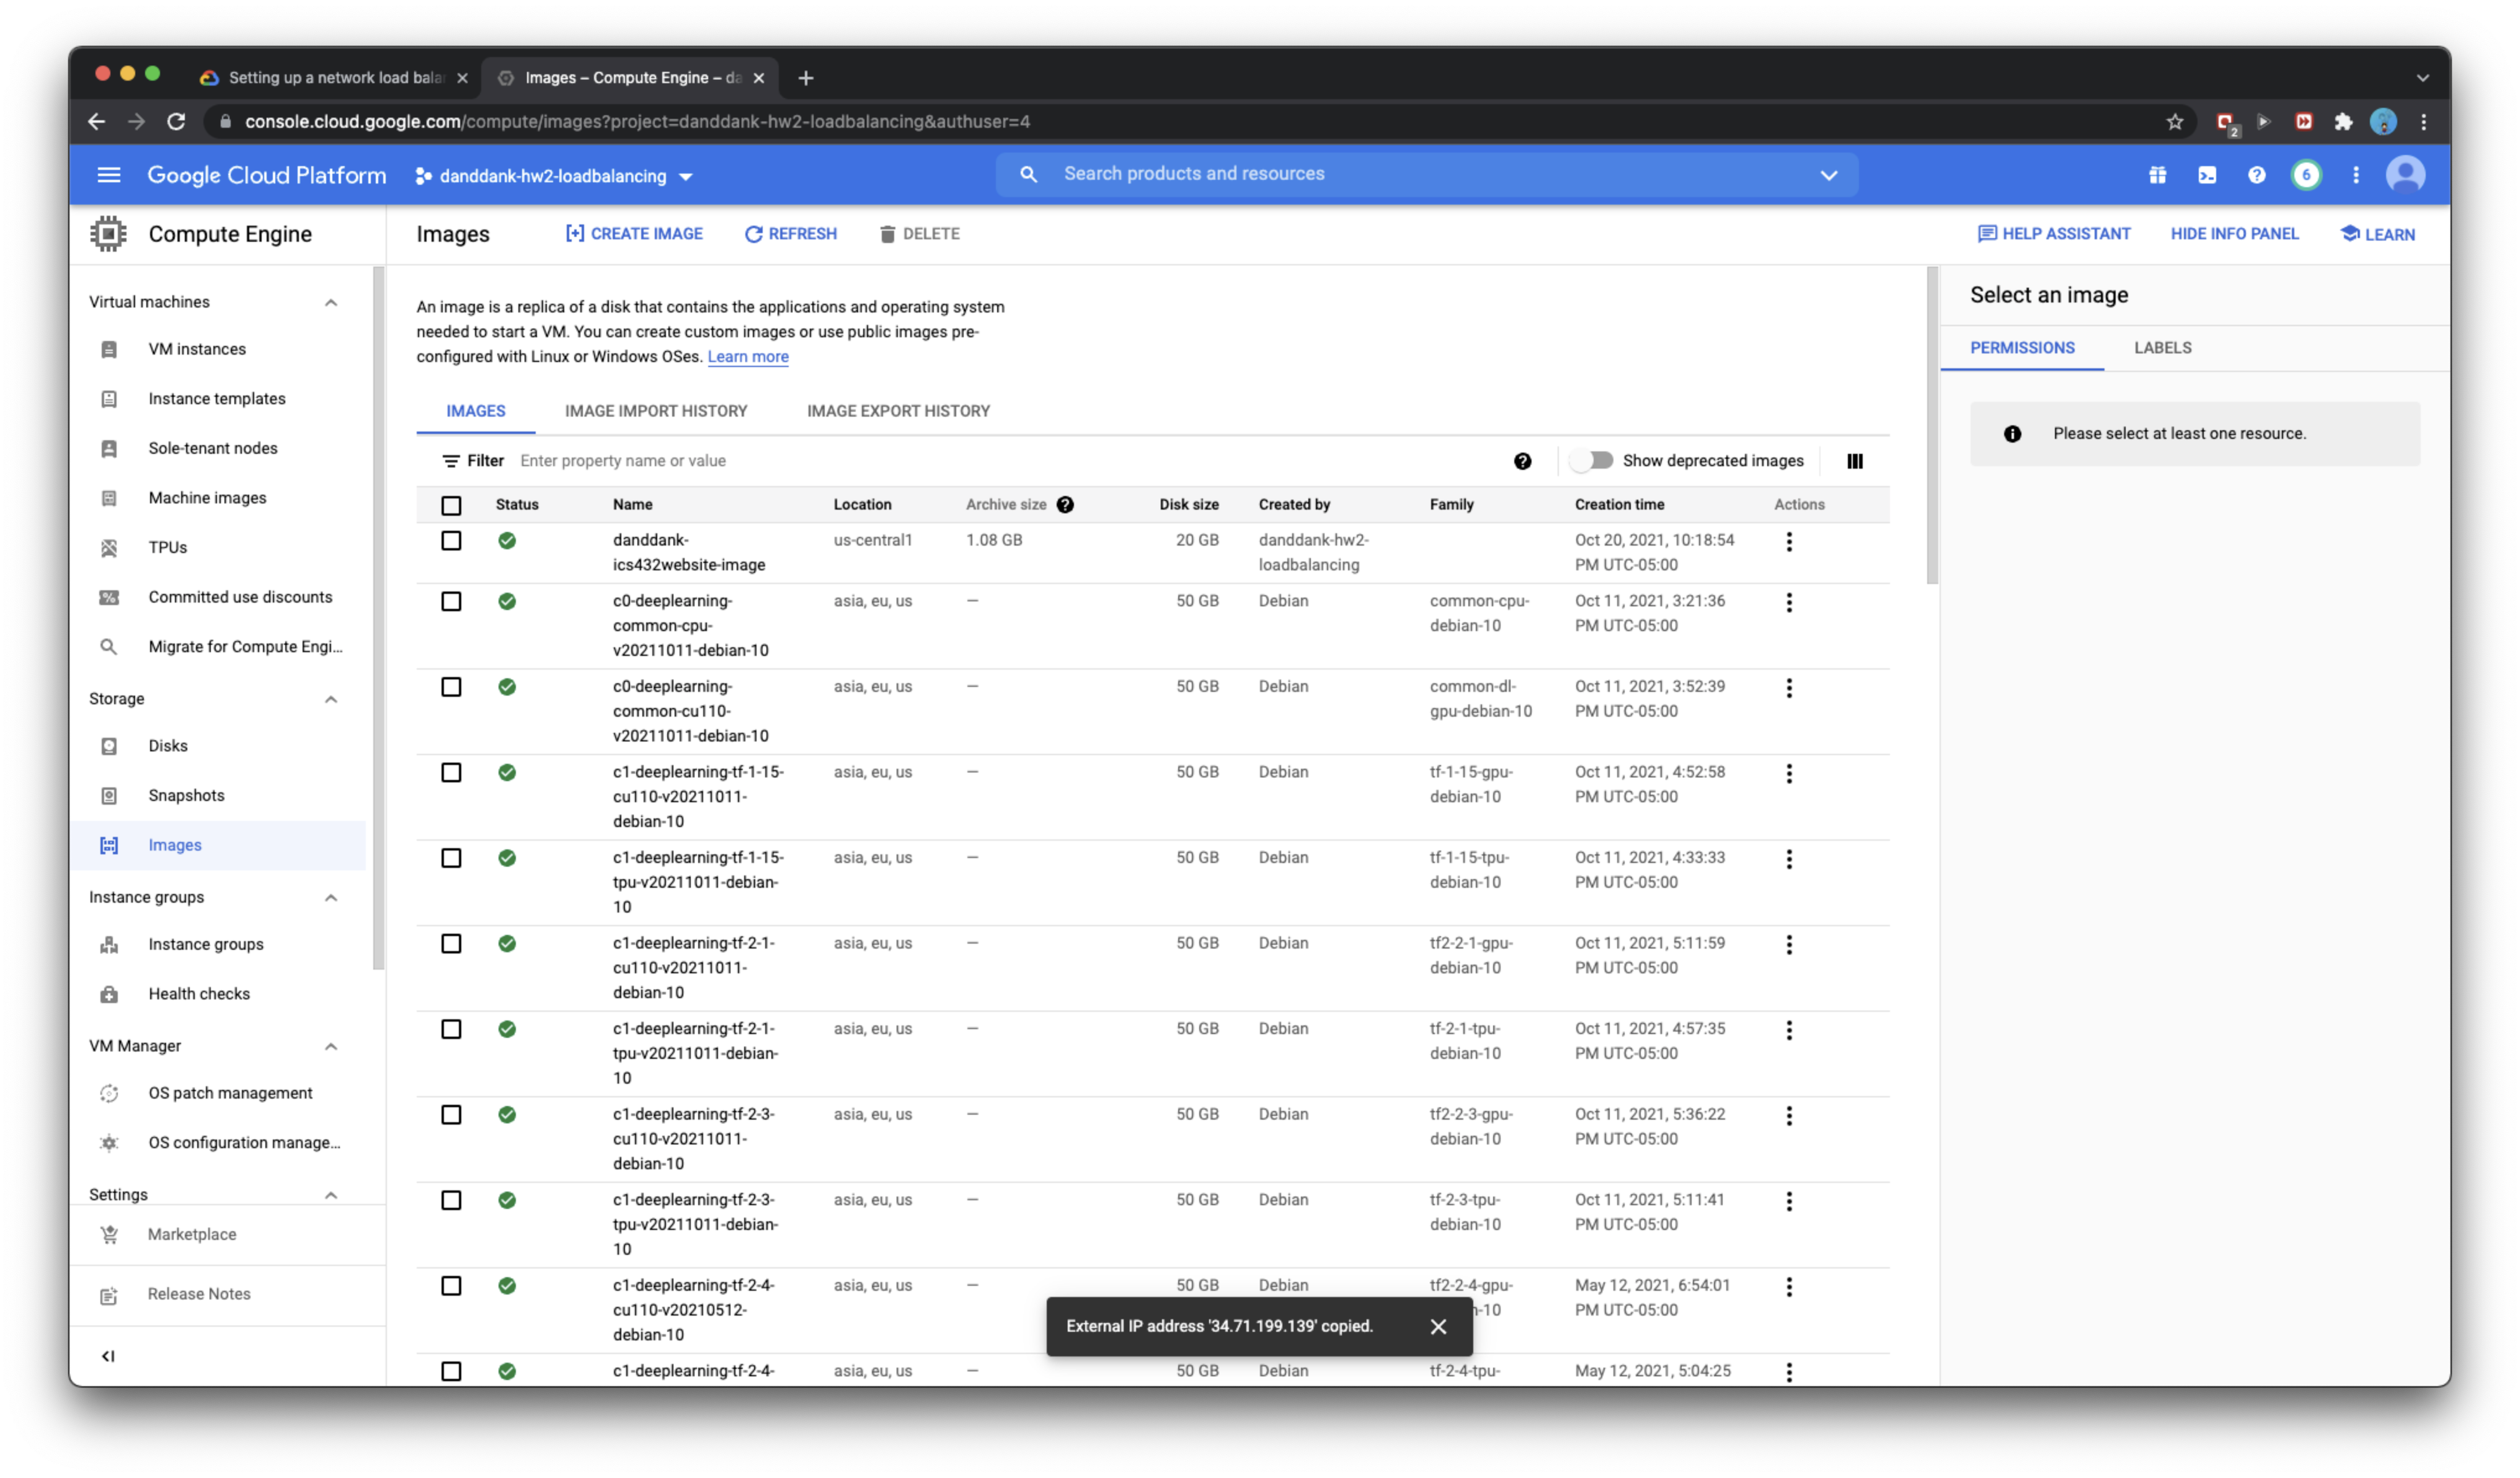 Setting up a network load bala
Images – Compute Engine – da
console.cloud.google.com/compute/images?project=danddank-hw2-loadbalancing&authuser=4
2
Google Cloud Platform
danddank-hw2-loadbalancing
Search products and resources
6
Compute Engine
Images
CREATE IMAGE
REFRESH
DELETE
HELP ASSISTANT
HIDE INFO PANEL
LEARN
Virtual machines
VM instances
Instance templates
Sole-tenant nodes
Machine images
TPUs
Committed use discounts
Migrate for Compute Engi...
Storage
Disks
Snapshots
Images
Instance groups
Instance groups
Health checks
VM Manager
OS patch management
OS configuration manage...
Settings
Marketplace
Release Notes
An image is a replica of a disk that contains the applications and operating system
needed to start a VM. You can create custom images or use public images pre-
configured with Linux or Windows OSes. Learn more
IMAGES IMAGE IMPORT HISTORY IMAGE EXPORT HISTORY
Filter Enter property name or value
Show deprecated images
Status Name Location Archive size Disk size Created by Family Creation time Actions
danddank- us-central1 1.08 GB 20 GB danddank-hw2- Oct 20, 2021, 10:18:54
ics432website-image loadbalancing PM UTC-05:00
c0-deeplearning- asia, eu, us — 50 GB Debian common-cpu- Oct 11, 2021, 3:21:36
common-cpu- debian-10 PM UTC-05:00
v20211011-debian-10
c0-deeplearning- asia, eu, us — 50 GB Debian common-dl- Oct 11, 2021, 3:52:39
common-cu110- gpu-debian-10 PM UTC-05:00
v20211011-debian-10
c1-deeplearning-tf-1-15- asia, eu, us — 50 GB Debian tf-1-15-gpu- Oct 11, 2021, 4:52:58
cu110-v20211011- debian-10 PM UTC-05:00
debian-10
c1-deeplearning-tf-1-15- asia, eu, us — 50 GB Debian tf-1-15-tpu- Oct 11, 2021, 4:33:33
tpu-v20211011-debian- debian-10 PM UTC-05:00
10
c1-deeplearning-tf-2-1- asia, eu, us — 50 GB Debian tf2-2-1-gpu- Oct 11, 2021, 5:11:59
cu110-v20211011- debian-10 PM UTC-05:00
debian-10
c1-deeplearning-tf-2-1- asia, eu, us — 50 GB Debian tf-2-1-tpu- Oct 11, 2021, 4:57:35
tpu-v20211011-debian- debian-10 PM UTC-05:00
10
c1-deeplearning-tf-2-3- asia, eu, us — 50 GB Debian tf2-2-3-gpu- Oct 11, 2021, 5:36:22
cu110-v20211011- debian-10 PM UTC-05:00
debian-10
c1-deeplearning-tf-2-3- asia, eu, us — 50 GB Debian tf-2-3-tpu- Oct 11, 2021, 5:11:41
tpu-v20211011-debian- debian-10 PM UTC-05:00
10
c1-deeplearning-tf-2-4- asia, eu, us — 50 GB Debian tf2-2-4-gpu- May 12, 2021, 6:54:01
cu110-v20210512- n-10 PM UTC-05:00
debian-10
c1-deeplearning-tf-2-4- asia, eu, us — 50 GB Debian tf-2-4-tpu- May 12, 2021, 5:04:25
External IP address '34.71.199.139' copied.
Select an image
PERMISSIONS LABELS
Please select at least one resource.